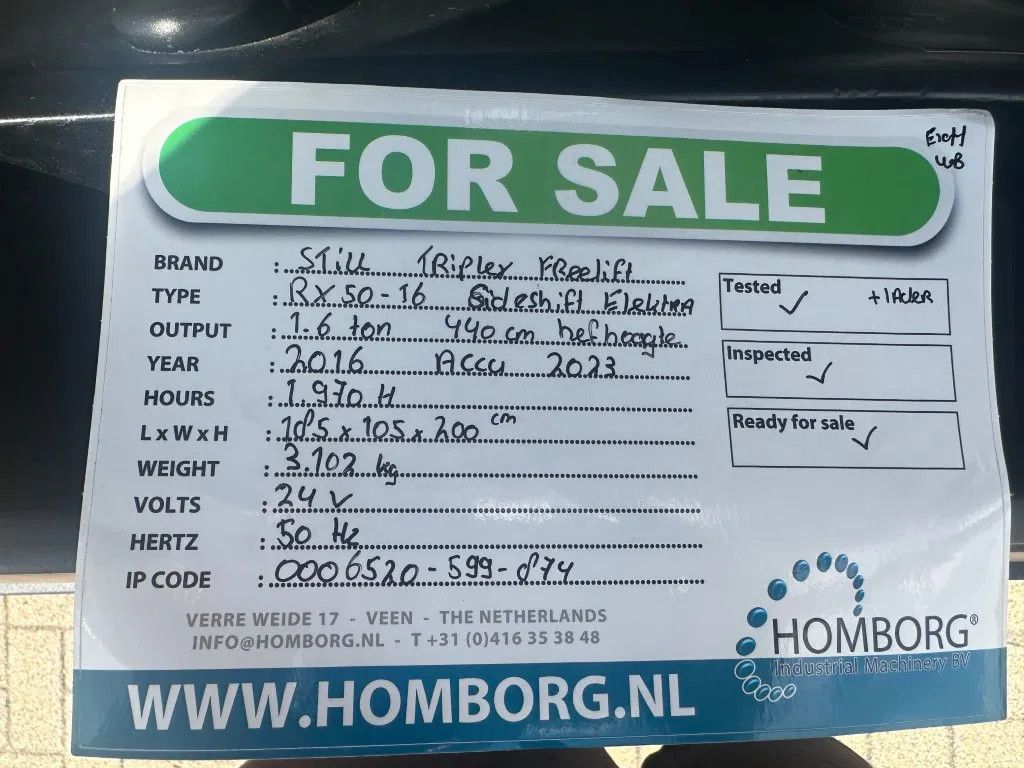 FOR SALE
BRAND : STill TRiplex FReelift
TYPE : RX 50-16 Sideshift Elektra
OUTPUT : 1.6 ton 440 cm hefhoogte
YEAR : 2016 Accu 2023
HOURS : 1.970 H
L x W x H : 185 x 105 x 200 cm
WEIGHT : 3.102 kg
VOLTS : 24 V
HERTZ : 50 Hz
IP CODE : 0006520-599-874
Tested ✓ + lader
Inspected ✓
Ready for sale ✓
VERRE WEIDE 17 - VEEN - THE NETHERLANDS
INFO@HOMBORG.NL - T +31 (0)416 35 38 48
HOMBORG®
Industrial Machinery BV
WWW.HOMBORG.NL